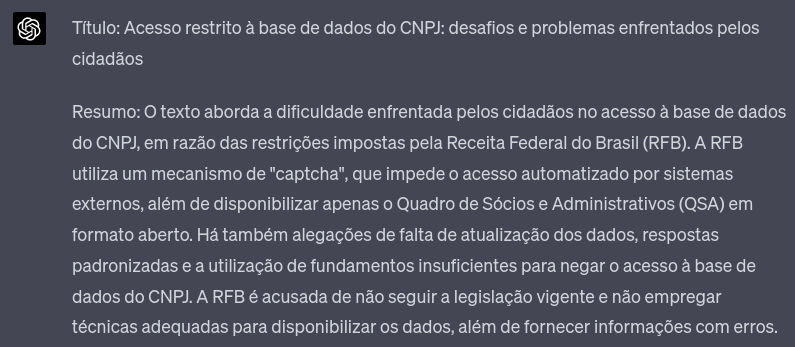 Título: Acesso restrito à base de dados do CNPJ: desafios e problemas enfrentados pelos
cidadãos
Resumo: O texto aborda a dificuldade enfrentada pelos cidadãos no acesso à base de dados
do CNPJ, em razão das restrições impostas pela Receita Federal do Brasil (RFB). A RFB
utiliza um mecanismo de "captcha", que impede o acesso automatizado por sistemas
externos, além de disponibilizar apenas o Quadro de Sócios e Administrativos (QSA) em
formato aberto. Há também alegações de falta de atualização dos dados, respostas
padronizadas e a utilização de fundamentos insuficientes para negar o acesso à base de
dados do CNPJ. A RFB é acusada de não seguir a legislação vigente e não empregar
técnicas adequadas para disponibilizar os dados, além de fornecer informações com erros.